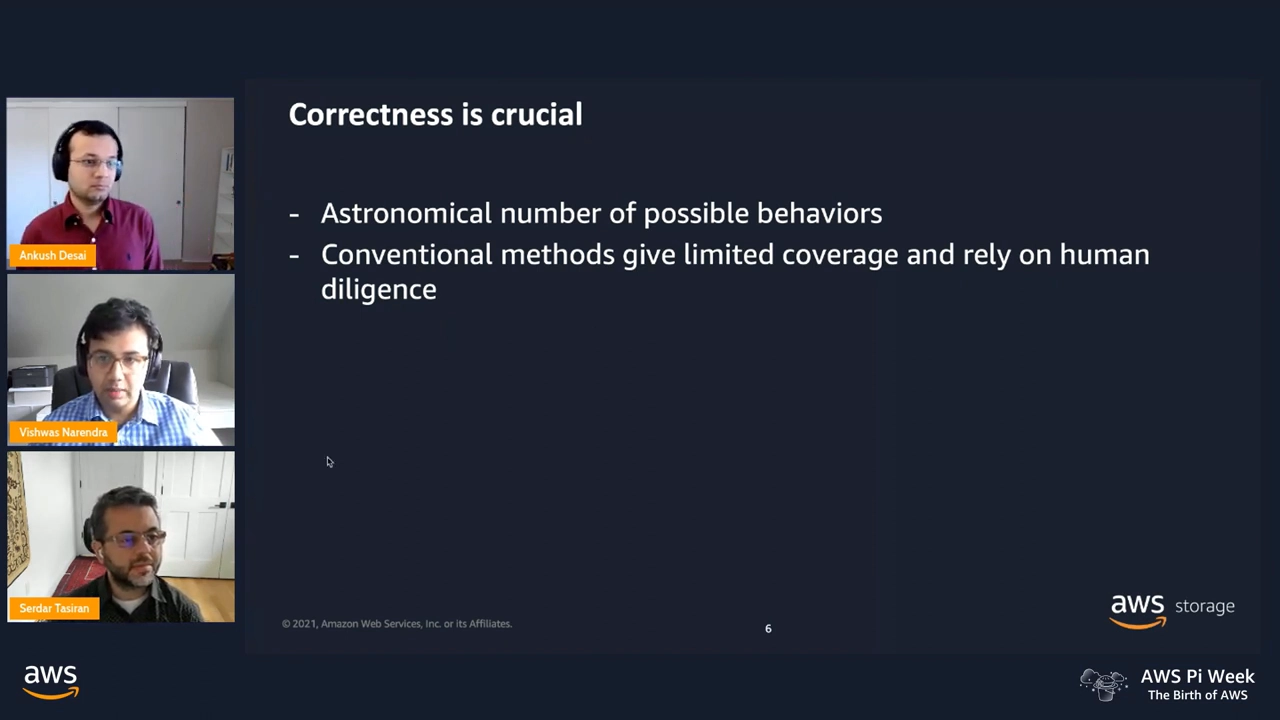 Correctness is crucial
- Astronomical number of possible behaviors
- Conventional methods give limited coverage and rely on human
diligence
Ankush Desai
Vishwas Narendra
Serdar Tasiran
aws storage
© 2021, Amazon Web Services, Inc. or its Affiliates.
6
aws
AWS Pi Week
The Birth of AWS